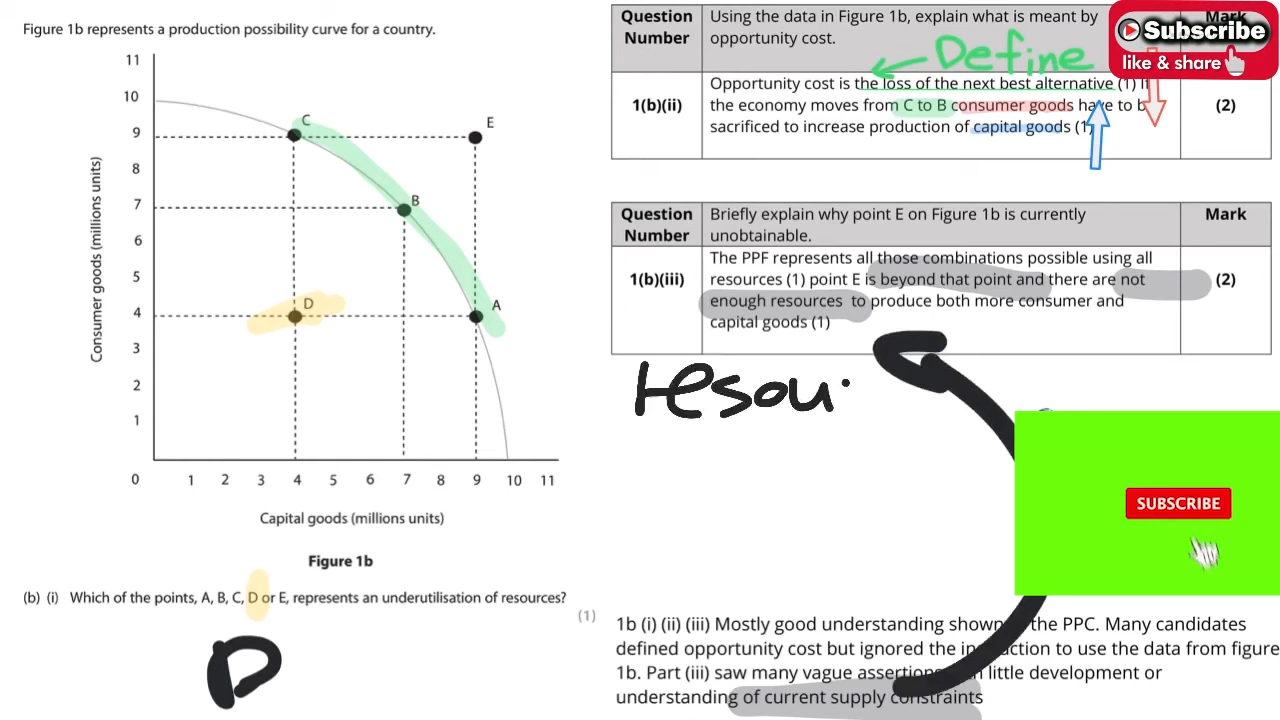 Figure 1b represents a production possibility curve for a country.
11
10
9
8
7
6
5
4
3
2
1
0 1 2 3 4 5 6 7 8 9 10 11
Consumer goods (millions units)
C
E
B
D
A
Capital goods (millions units)
Figure 1b
(b) (i) Which of the points, A, B, C, D or E, represents an underutilisation of resources?
(1)
D
Question Number
Using the data in Figure 1b, explain what is meant by
opportunity cost.
Mark
Define
Subscribe
like & share
1(b)(ii)
Opportunity cost is the loss of the next best alternative (1) If
the economy moves from C to B consumer goods have to b
sacrificed to increase production of capital goods (1)
(2)
Question Number
Briefly explain why point E on Figure 1b is currently
unobtainable.
Mark
1(b)(iii)
The PPF represents all those combinations possible using all
resources (1) point E is beyond that point and there are not
enough resources to produce both more consumer and
capital goods (1)
(2)
resou
SUBSCRIBE
1b (i) (ii) (iii) Mostly good understanding shown the PPC. Many candidates
defined opportunity cost but ignored the to use the data from figure
1b. Part (iii) saw many vague assertions little development or
understanding of current supply constraints